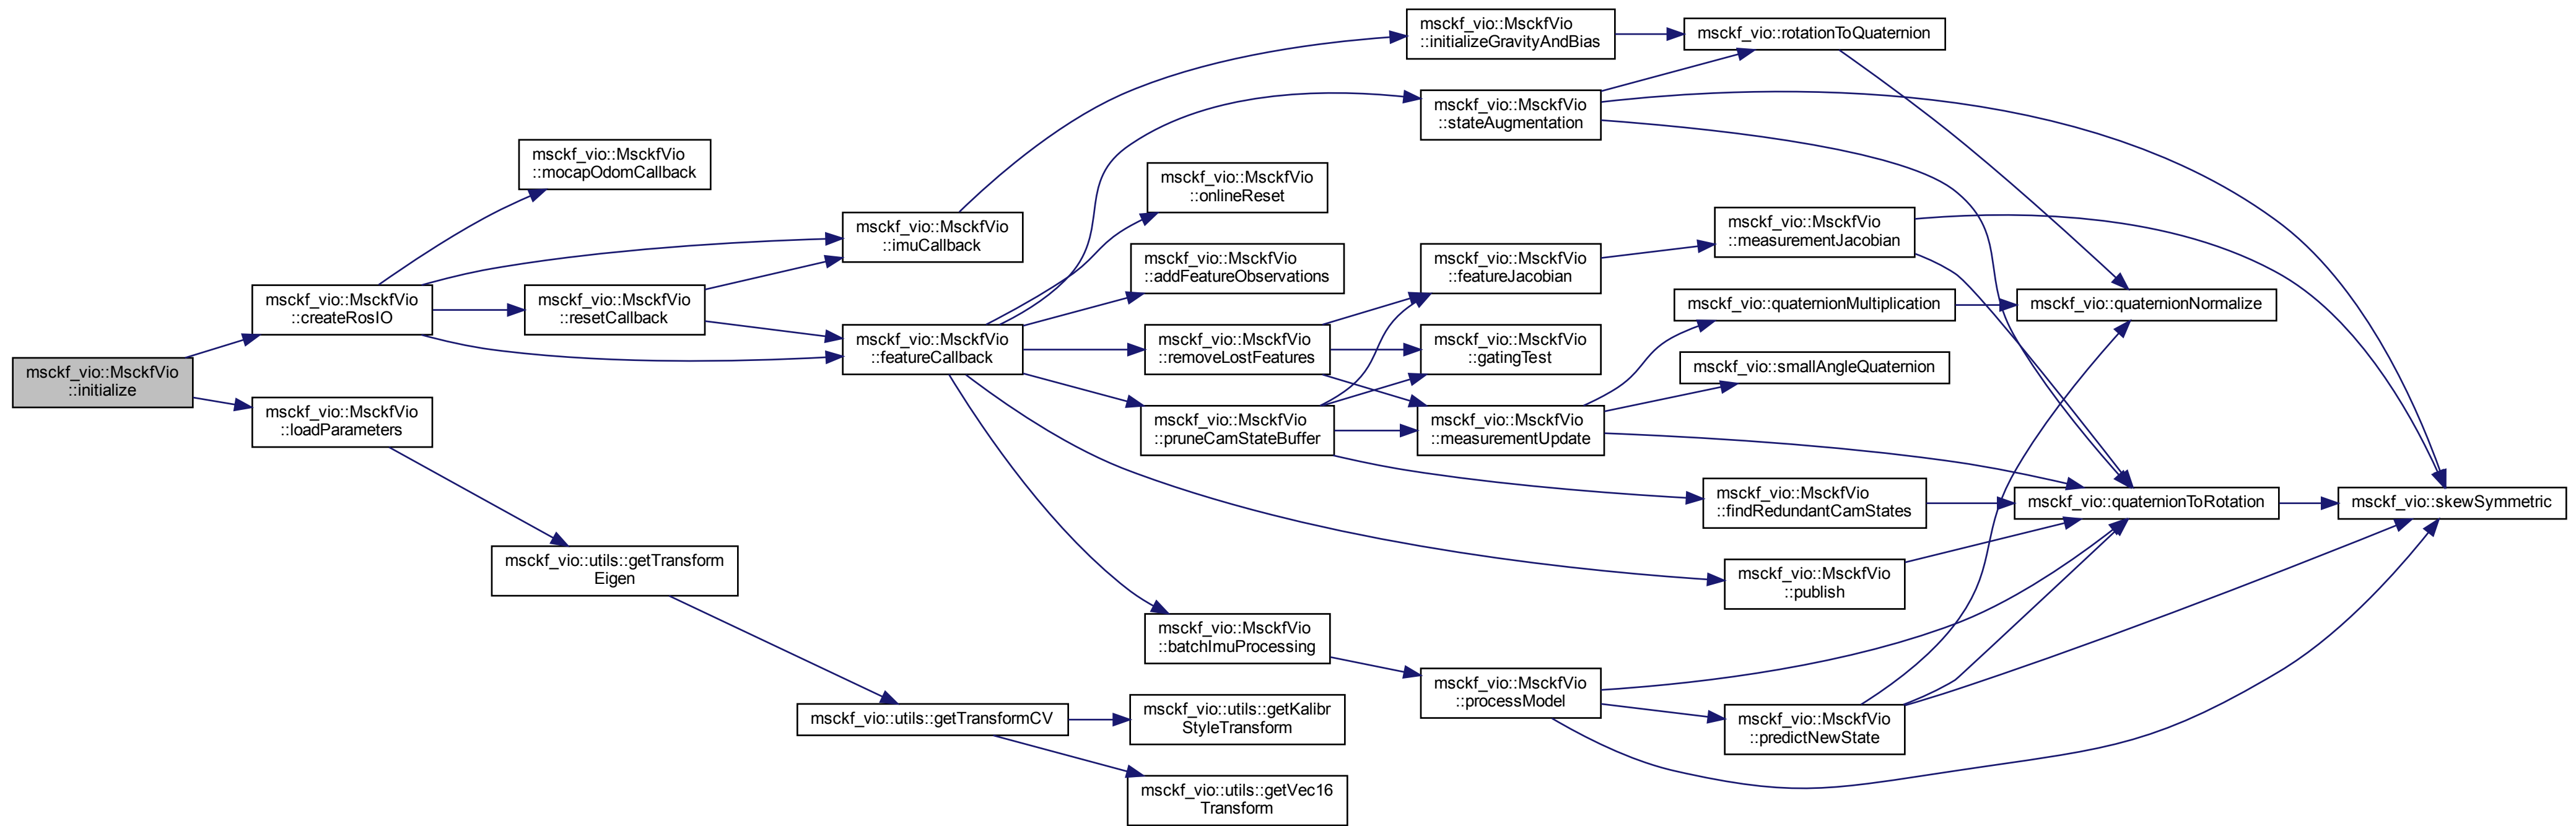 msckf_vio::MsckfVio
::initialize
msckf_vio::MsckfVio
::createRosIO
msckf_vio::MsckfVio
::loadParameters
msckf_vio::MsckfVio
::mocapOdomCallback
msckf_vio::MsckfVio
::resetCallback
msckf_vio::utils::getTransform
Eigen
msckf_vio::MsckfVio
::imuCallback
msckf_vio::MsckfVio
::featureCallback
msckf_vio::utils::getTransformCV
msckf_vio::MsckfVio
::onlineReset
msckf_vio::MsckfVio
::addFeatureObservations
msckf_vio::MsckfVio
::removeLostFeatures
msckf_vio::MsckfVio
::pruneCamStateBuffer
msckf_vio::MsckfVio
::batchImuProcessing
msckf_vio::utils::getKalibr
StyleTransform
msckf_vio::utils::getVec16
Transform
msckf_vio::MsckfVio
::initializeGravityAndBias
msckf_vio::MsckfVio
::stateAugmentation
msckf_vio::MsckfVio
::featureJacobian
msckf_vio::MsckfVio
::gatingTest
msckf_vio::MsckfVio
::measurementUpdate
msckf_vio::MsckfVio
::processModel
msckf_vio::rotationToQuaternion
msckf_vio::MsckfVio
::measurementJacobian
msckf_vio::quaternionMultiplication
msckf_vio::smallAngleQuaternion
msckf_vio::MsckfVio
::findRedundantCamStates
msckf_vio::MsckfVio
::publish
msckf_vio::MsckfVio
::predictNewState
msckf_vio::quaternionNormalize
msckf_vio::quaternionToRotation
msckf_vio::skewSymmetric